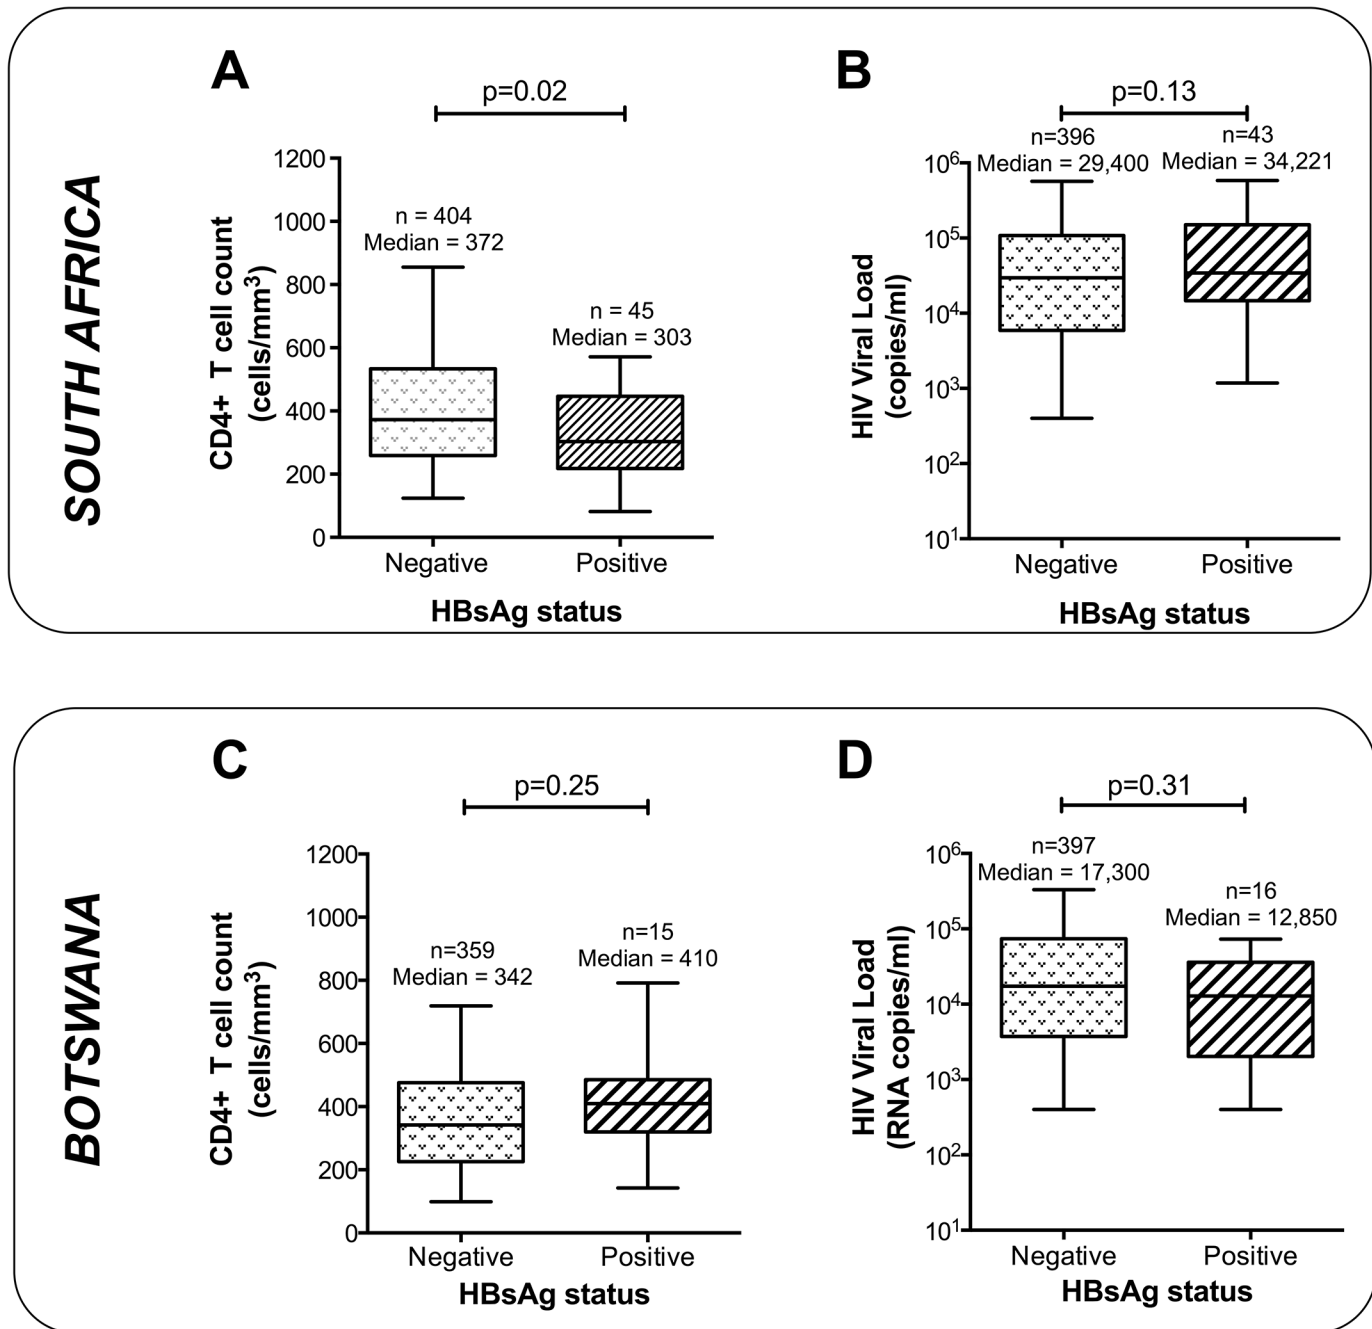 SOUTH AFRICA
A
p=0.02
1200
1000
800
600
400
200
0
CD4+ T cell count
(cells/mm³)
n = 404
Median = 372
n = 45
Median = 303
Negative
Positive
HBsAg status
B
p=0.13
n=396
Median = 29,400
n=43
Median = 34,221
10⁶
10⁵
10⁴
10³
10²
10¹
HIV Viral Load
(copies/ml)
Negative
Positive
HBsAg status
BOTSWANA
C
p=0.25
1200
1000
800
600
400
200
0
CD4+ T cell count
(cells/mm³)
n=359
Median = 342
n=15
Median = 410
Negative
Positive
HBsAg status
D
p=0.31
n=397
Median = 17,300
n=16
Median = 12,850
10⁶
10⁵
10⁴
10³
10²
10¹
HIV Viral Load
(RNA copies/ml)
Negative
Positive
HBsAg status